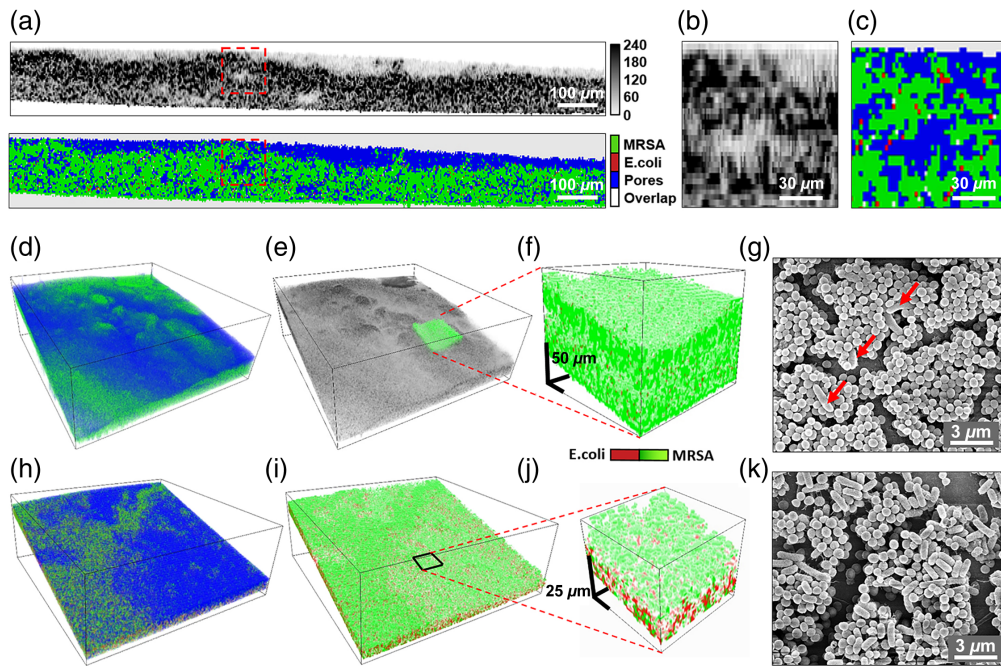 (a)
240
180
120
60
0
100 µm
MRSA
E.coli
Pores
Overlap
100 µm
(b)
30 µm
(c)
30 µm
(d)
(e)
(f)
50 µm
(g)
3 µm
E.coli MRSA
(h)
(i)
(j)
25 µm
(k)
3 µm